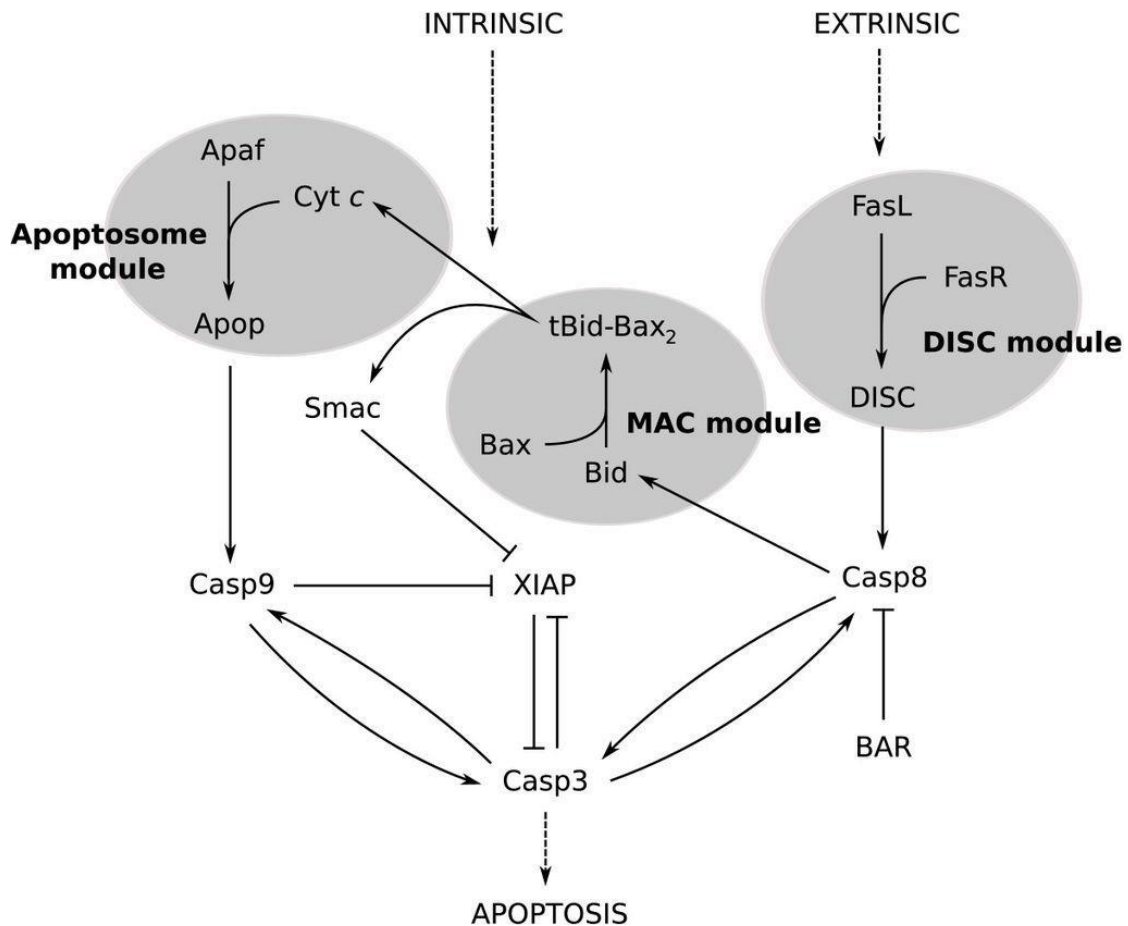 INTRINSIC
EXTRINSIC
Apaf
Cyt c
Apoptosome
module
Apop
FasL
FasR
DISC module
DISC
tBid-Bax₂
Smac
MAC module
Bax
Bid
Casp9
XIAP
Casp8
BAR
Casp3
APOPTOSIS